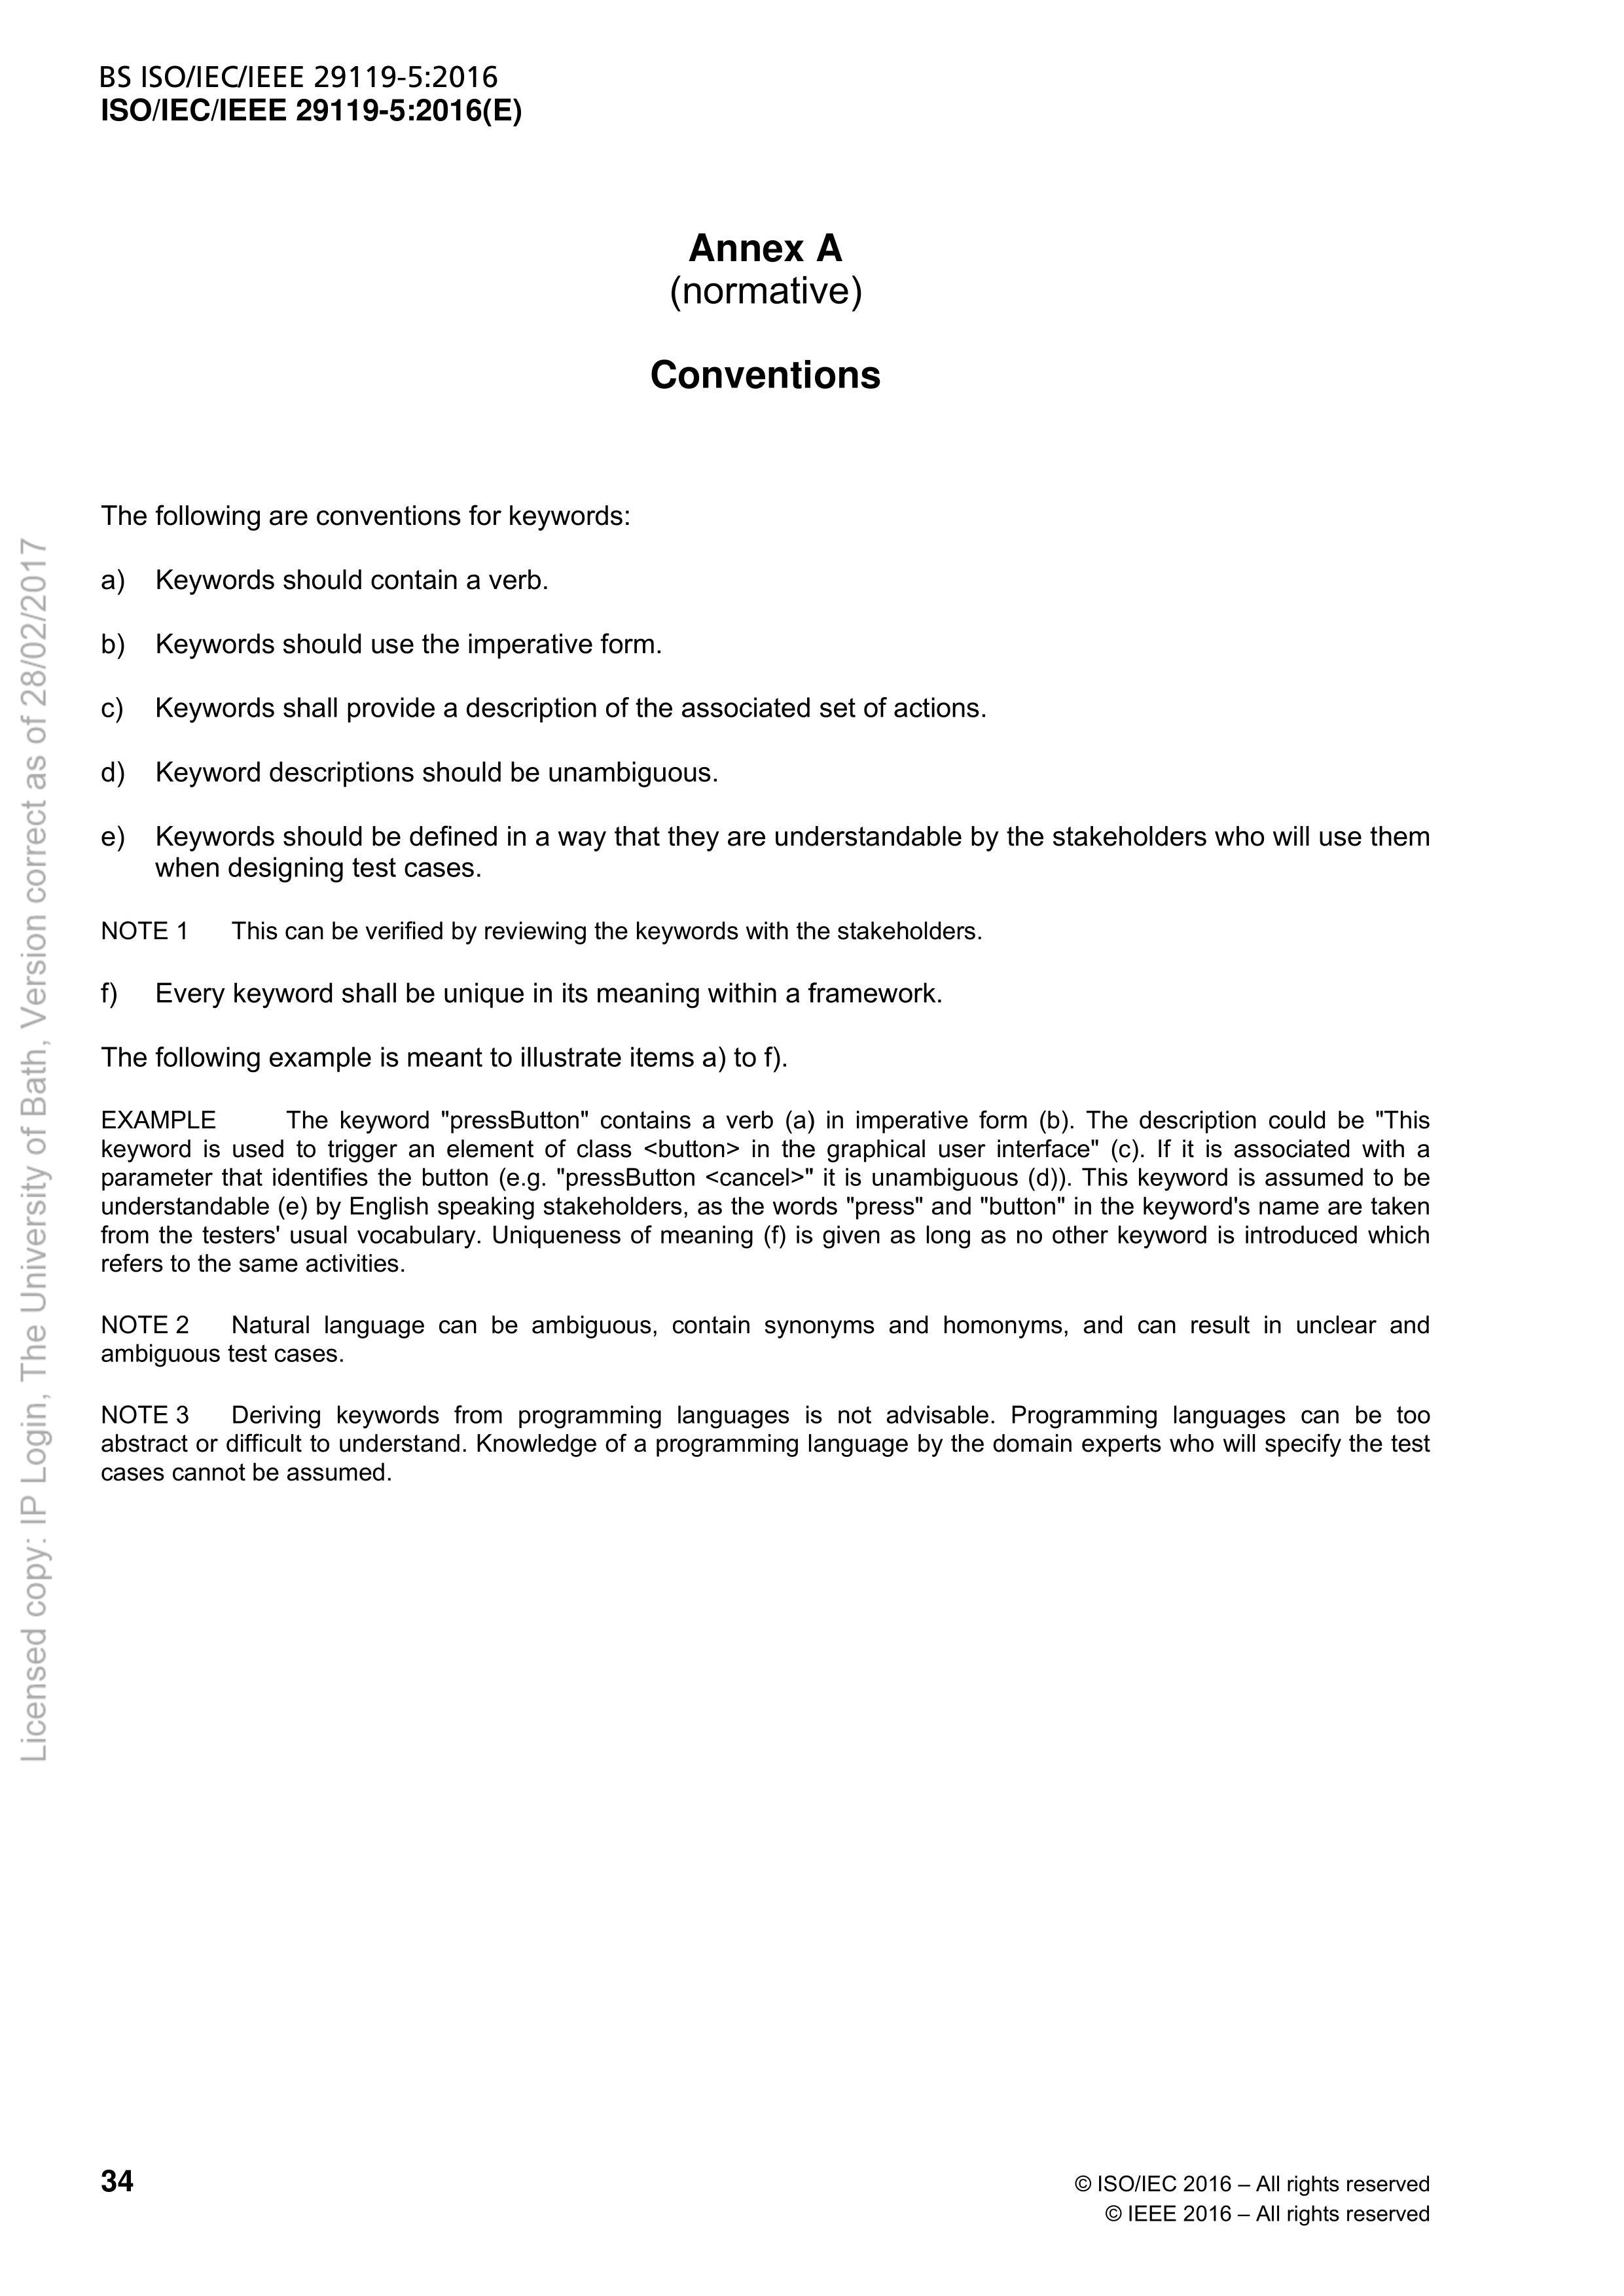 BS ISO/IEC/IEEE 29119-5:2016
ISO/IEC/IEEE 29119-5:2016(E)
Annex A
(normative)
Conventions
The following are conventions for keywords:
a) Keywords should contain a verb.
b) Keywords should use the imperative form.
c) Keywords shall provide a description of the associated set of actions.
d) Keyword descriptions should be unambiguous.
e) Keywords should be defined in a way that they are understandable by the stakeholders who will use them
when designing test cases.
NOTE 1 This can be verified by reviewing the keywords with the stakeholders.
f) Every keyword shall be unique in its meaning within a framework.
The following example is meant to illustrate items a) to f).
EXAMPLE The keyword "pressButton" contains a verb (a) in imperative form (b). The description could be "This
keyword is used to trigger an element of class <button> in the graphical user interface" (c). If it is associated with a
parameter that identifies the button (e.g. "pressButton <cancel>" it is unambiguous (d)). This keyword is assumed to be
understandable (e) by English speaking stakeholders, as the words "press" and "button" in the keyword's name are taken
from the testers' usual vocabulary. Uniqueness of meaning (f) is given as long as no other keyword is introduced which
refers to the same activities.
NOTE 2 Natural language can be ambiguous, contain synonyms and homonyms, and can result in unclear and
ambiguous test cases.
NOTE 3 Deriving keywords from programming languages is not advisable. Programming languages can be too
abstract or difficult to understand. Knowledge of a programming language by the domain experts who will specify the test
cases cannot be assumed.
34
© ISO/IEC 2016 – All rights reserved
© IEEE 2016 – All rights reserved
Licensed copy: IP Login, The University of Bath, Version correct as of 28/02/2017